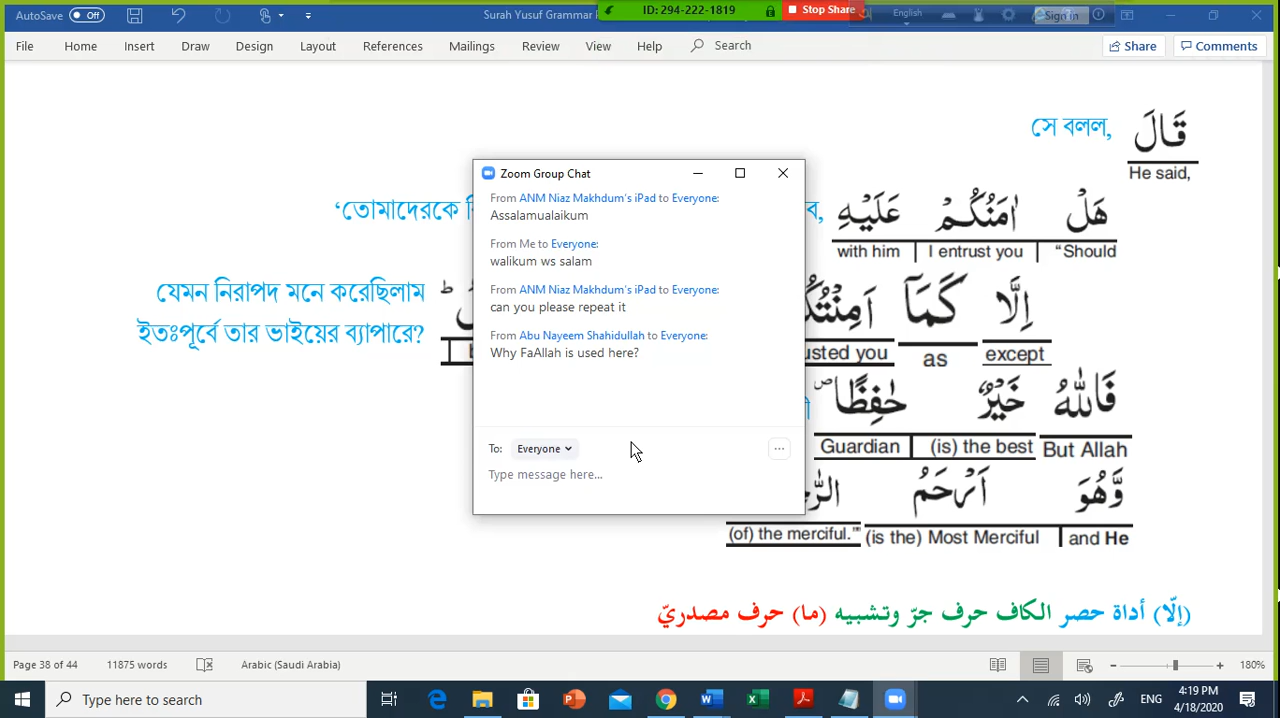 AutoSave Off
Surah Yusuf Grammar
ID: 294-222-1819
Stop Share
English
Sign in
File Home Insert Draw Design Layout References Mailings Review View Help Search
Share Comments
সে বলল, قَالَ
He said,
‘তোমাদেরকে
هَلْ اٰمَنُكُمْ عَلَيْهِ
“Should I entrust you with him
যেমন নিরাপদ মনে করেছিলাম
ইতঃপূর্বে তার ভাইয়ের ব্যাপারে?
اِلَّا كَمَاۤ
except as usted you
فَاللّٰهُ خَيْرٌ حٰفِظًا ص
But Allah (is) the best Guardian
وَّهُوَ اَرْحَمُ
and He (is the) Most Merciful (of) the merciful.”
(إلّا) أداة حصر الكاف حرف جرّ وتشبيه (ما) حرف مصدريّ
Zoom Group Chat
From ANM Niaz Makhdum's iPad to Everyone:
Assalamualaikum
From Me to Everyone:
walikum ws salam
From ANM Niaz Makhdum's iPad to Everyone:
can you please repeat it
From Abu Nayeem Shahidullah to Everyone:
Why FaAllah is used here?
To: Everyone
Type message here...
Page 38 of 44 11875 words Arabic (Saudi Arabia) 180%
Type here to search
ENG
4:19 PM
4/18/2020